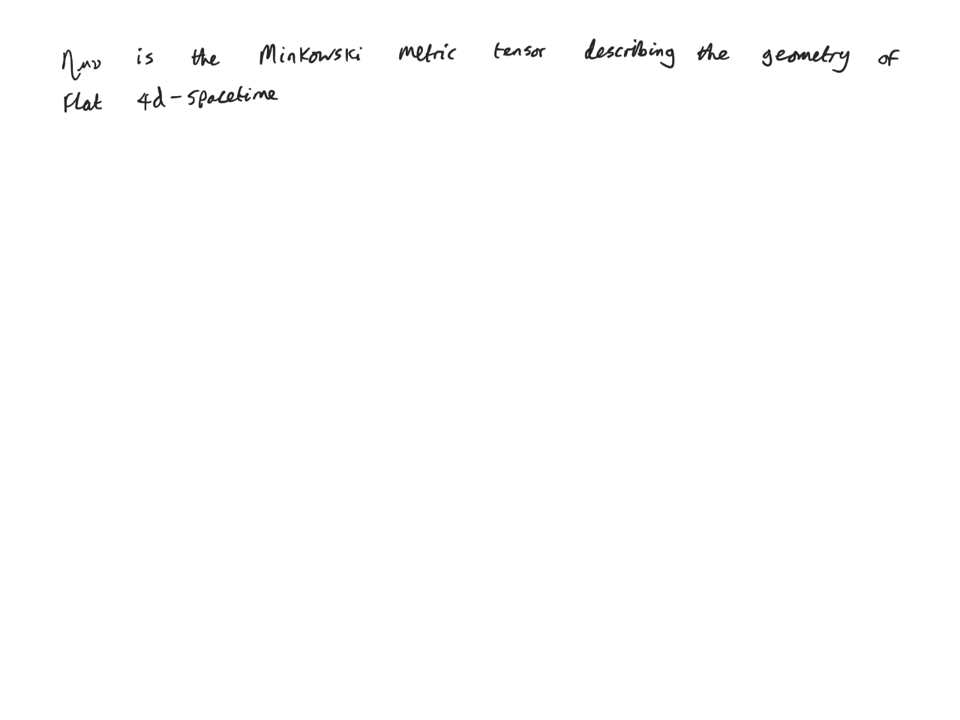 ημν is the Minkowski metric tensor describing the geometry of
flat 4d-spacetime